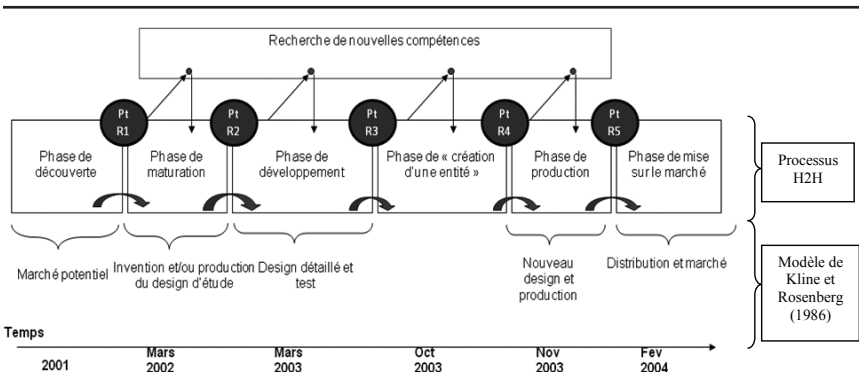 Recherche de nouvelles compétences
Pt
R1
Pt
R2
Pt
R3
Pt
R4
Pt
R5
Phase de
découverte
Phase de
maturation
Phase de
développement
Phase de « création
d'une entité »
Phase de
production
Phase de mise
sur le marché
Processus
H2H
Marché potentiel
Invention et/ou production
du design d'étude
Design détaillé et
test
Nouveau
design et
production
Distribution et marché
Modèle de
Kline et
Rosenberg
(1986)
Temps
2001
Mars
2002
Mars
2003
Oct
2003
Nov
2003
Fev
2004